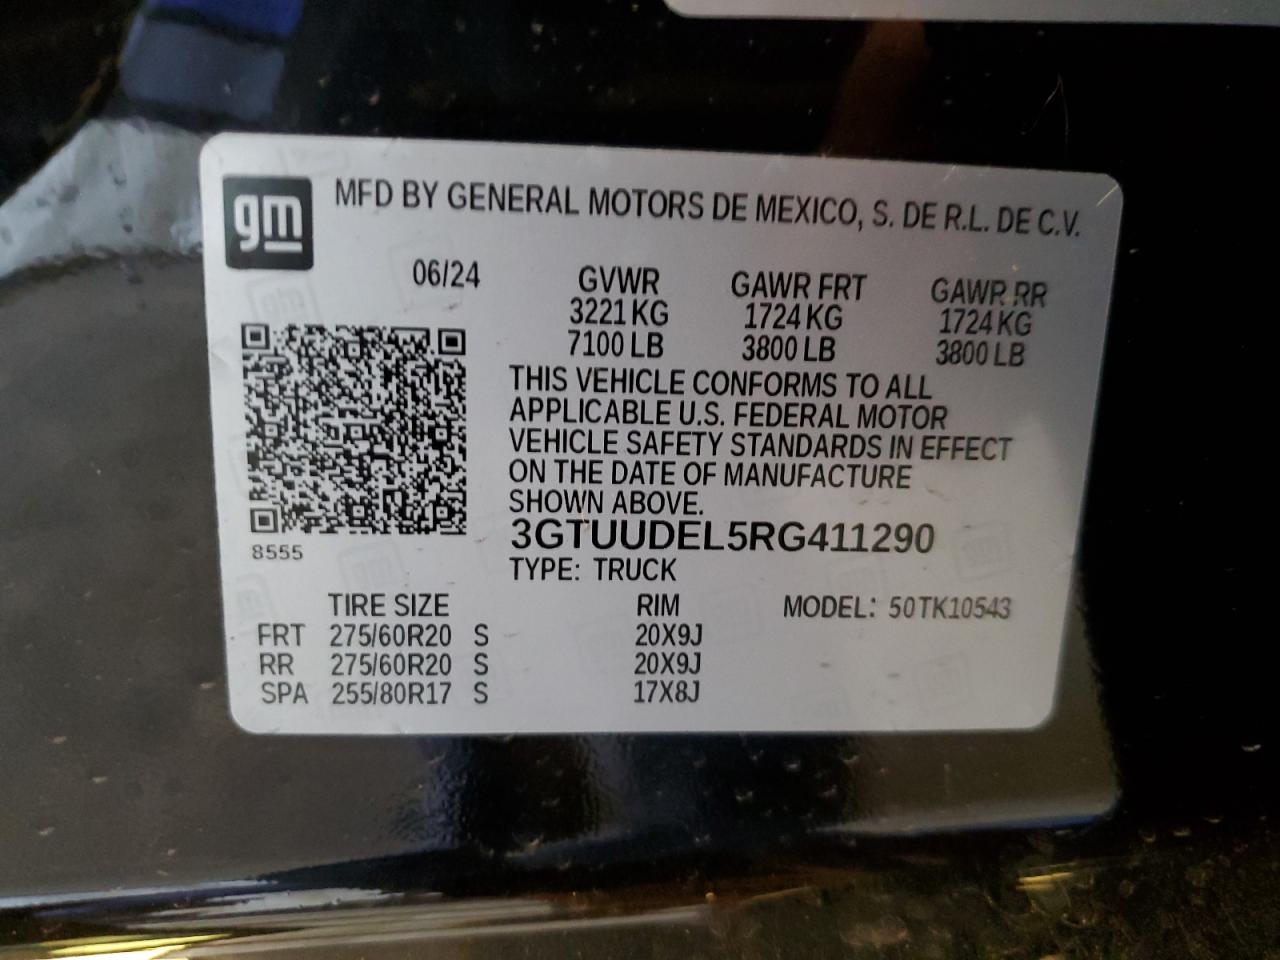 gm
MFD BY GENERAL MOTORS DE MEXICO, S. DE R.L. DE C.V.
06/24
GVWR GAWR FRT GAWR RR
3221 KG 1724 KG 1724 KG
7100 LB 3800 LB 3800 LB
THIS VEHICLE CONFORMS TO ALL
APPLICABLE U.S. FEDERAL MOTOR
VEHICLE SAFETY STANDARDS IN EFFECT
ON THE DATE OF MANUFACTURE
SHOWN ABOVE.
3GTUUDEL5RG411290
8555
TYPE: TRUCK
TIRE SIZE RIM MODEL: 50TK10543
FRT 275/60R20 S 20X9J
RR 275/60R20 S 20X9J
SPA 255/80R17 S 17X8J